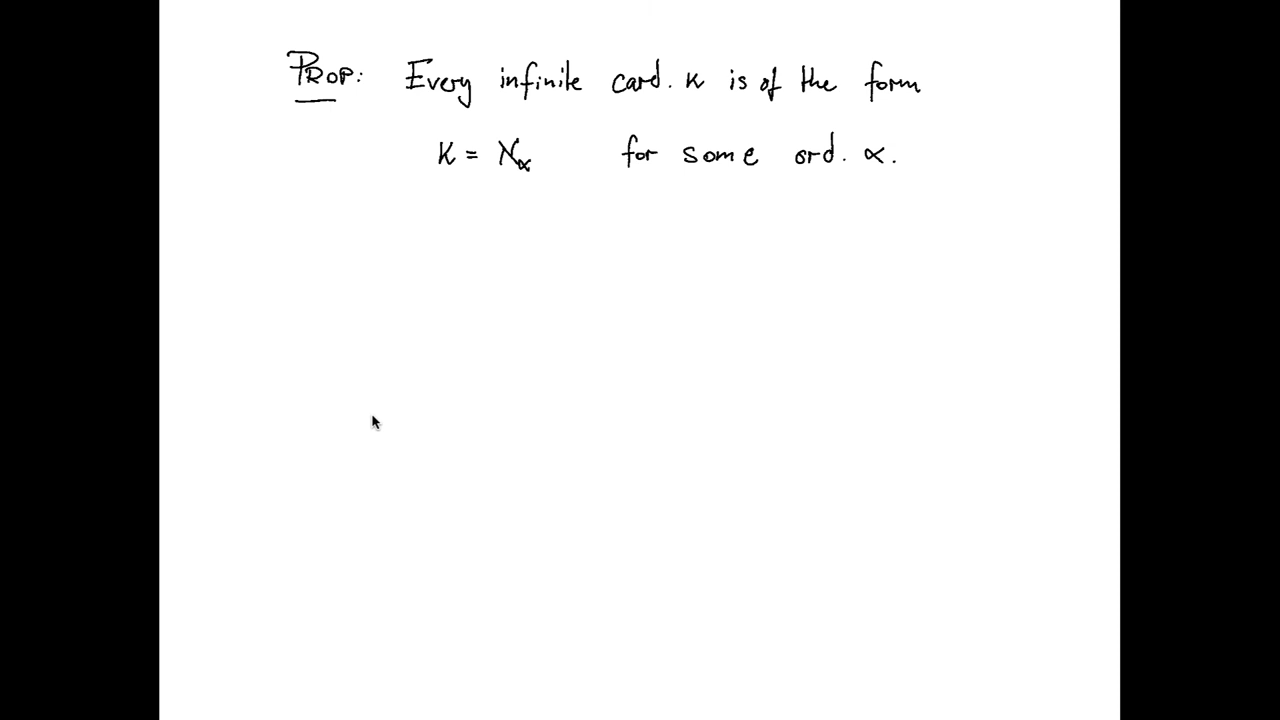 PROP: Every infinite card. κ is of the form
κ = ℵ_α for some ord. α.